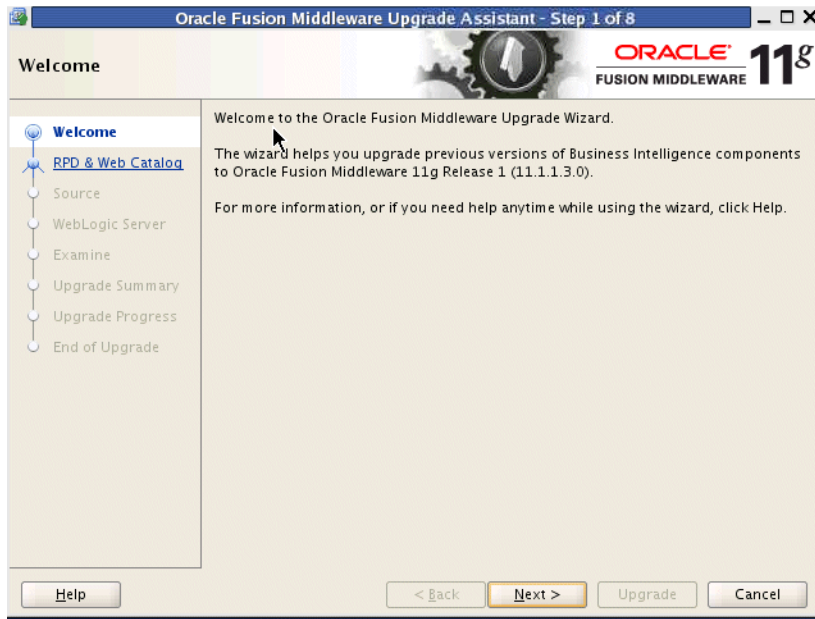 Oracle Fusion Middleware Upgrade Assistant - Step 1 of 8
Welcome
ORACLE
FUSION MIDDLEWARE
11g
Welcome
RPD & Web Catalog
Source
WebLogic Server
Examine
Upgrade Summary
Upgrade Progress
End of Upgrade
Welcome to the Oracle Fusion Middleware Upgrade Wizard.
The wizard helps you upgrade previous versions of Business Intelligence components
to Oracle Fusion Middleware 11g Release 1 (11.1.1.3.0).
For more information, or if you need help anytime while using the wizard, click Help.
Help
< Back
Next >
Upgrade
Cancel